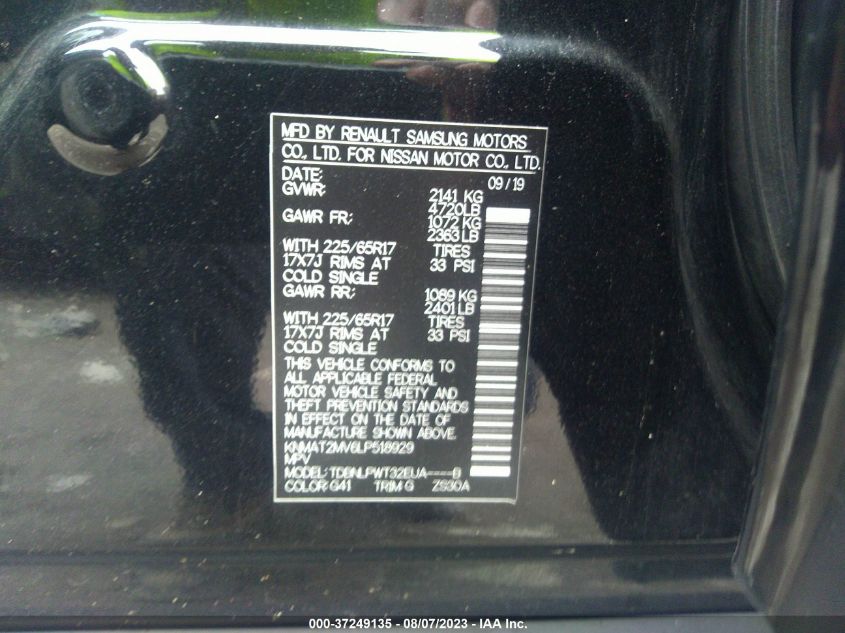 MFD BY RENAULT SAMSUNG MOTORS
CO., LTD. FOR NISSAN MOTOR CO., LTD.
DATE: 09/19
GVWR: 2141 KG
4720LB
GAWR FR: 1072 KG
2363LB
WITH 225/65R17 TIRES
17X7J RIMS AT 33 PSI
COLD SINGLE
GAWR RR: 1089 KG
2401LB
WITH 225/65R17 TIRES
17X7J RIMS AT 33 PSI
COLD SINGLE
THIS VEHICLE CONFORMS TO
ALL APPLICABLE FEDERAL
MOTOR VEHICLE SAFETY AND
THEFT PREVENTION STANDARDS
IN EFFECT ON THE DATE OF
MANUFACTURE SHOWN ABOVE.
KNMAT2MV6LP518929
MPV
MODEL: TDBNLPWT32EUA----B
COLOR: G41 TRIM: G ZS30A
000-37249135 - 08/07/2023 - IAA Inc.